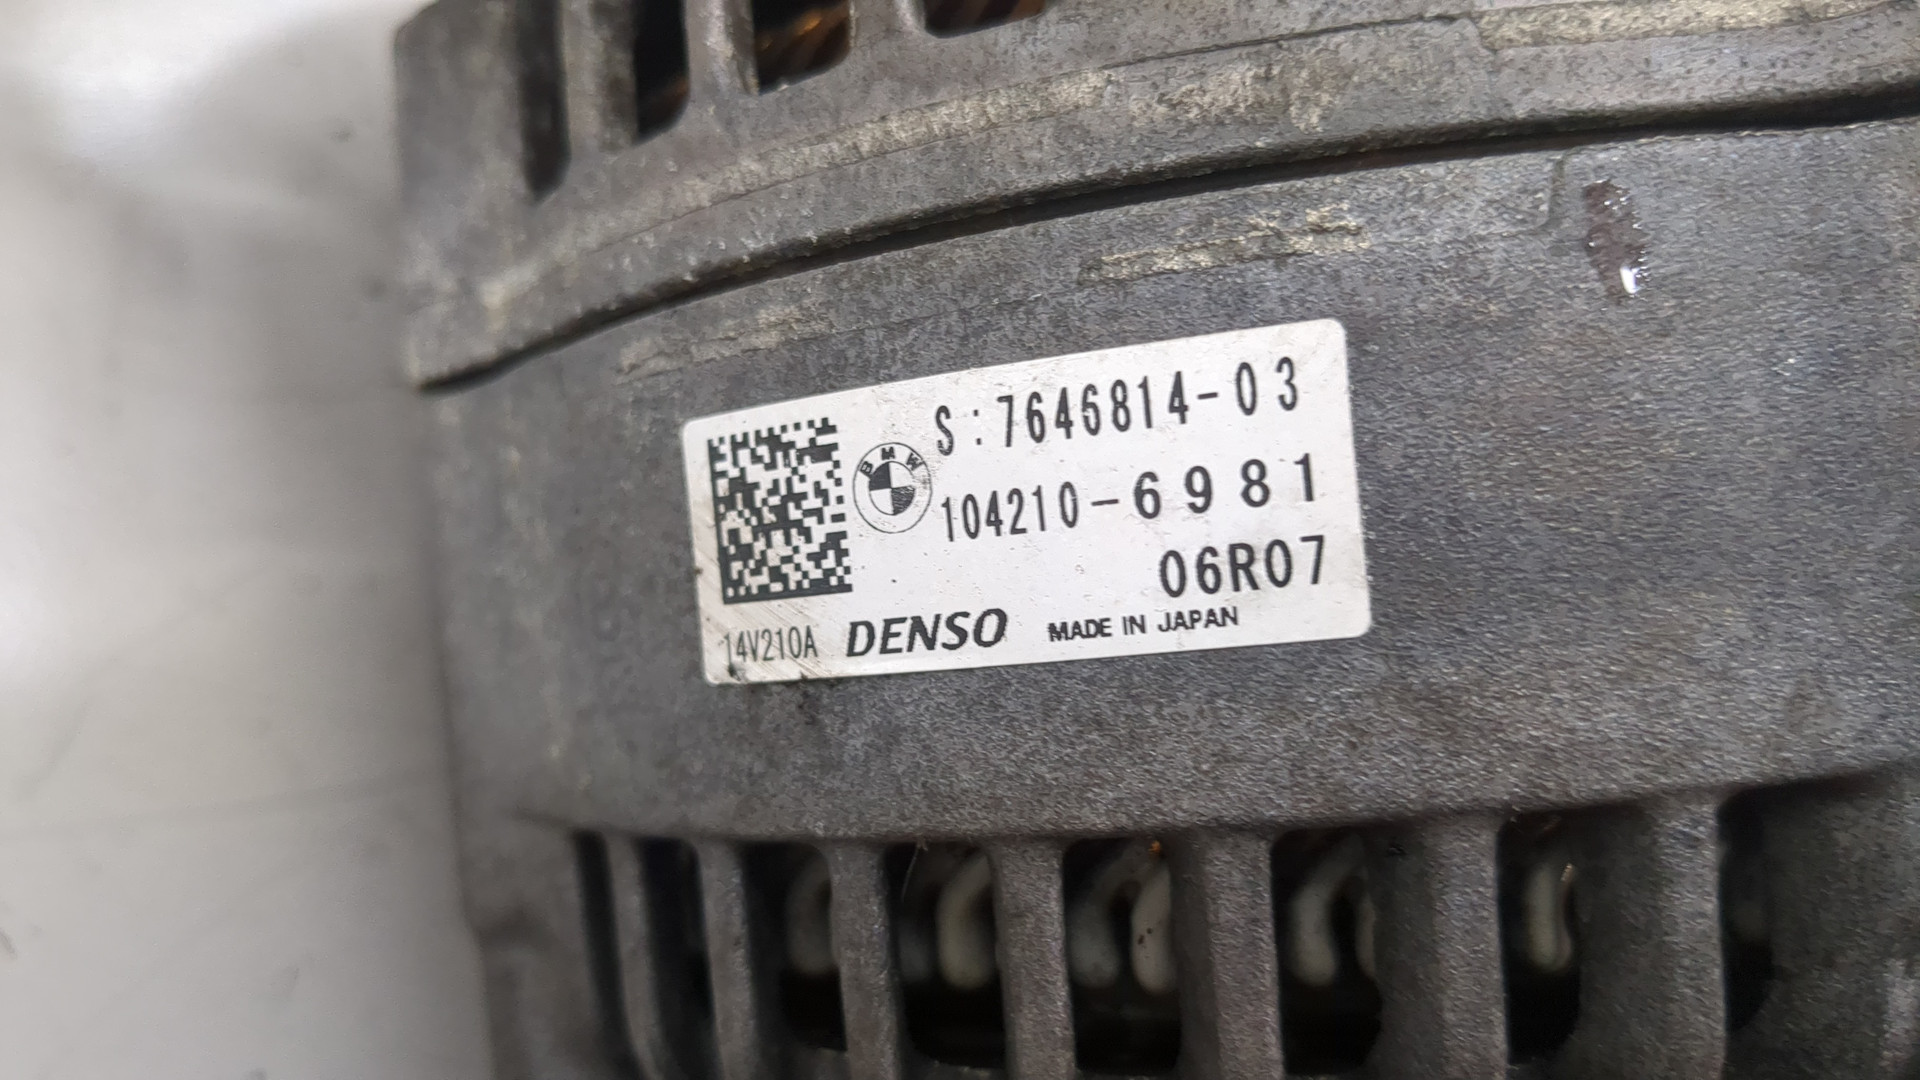 BMW
S:7646814-03
104210-6981
06R07
14V210A DENSO MADE IN JAPAN